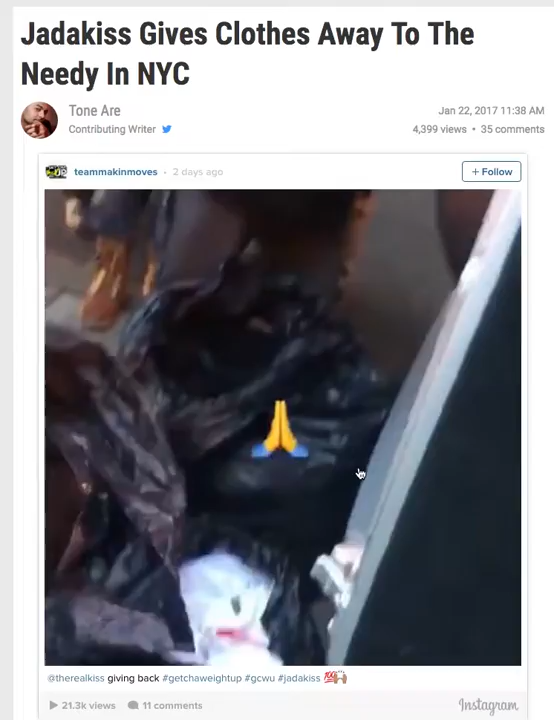 Jadakiss Gives Clothes Away To The
Needy In NYC
Tone Are
Contributing Writer
Jan 22, 2017 11:38 AM
4,399 views • 35 comments
teammakinmoves • 2 days ago
+ Follow
@therealkiss giving back #getchaweightup #gcwu #jadakiss 💯🙌🏽
21.3k views 11 comments
Instagram